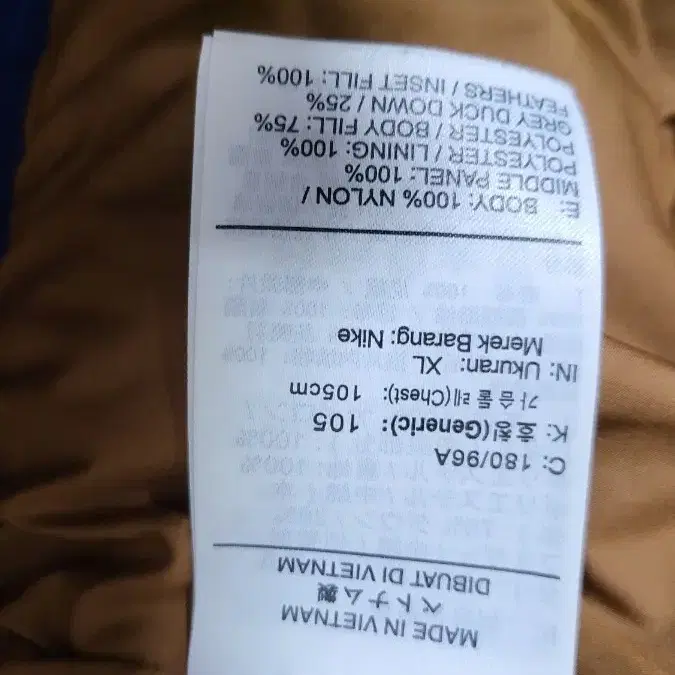 MADE IN VIETNAM
ベトナム製
DIBUAT DI VIETNAM
C: 180/96A
K: 호칭(Generic): 105
가슴둘레(Chest): 105cm
IN: Ukuran: XL
Merek Barang: Nike
E: BODY: 100% NYLON /
MIDDLE PANEL: 100%
POLYESTER / LINING: 100%
POLYESTER / BODY FILL: 75%
GREY DUCK DOWN / 25%
FEATHERS / INSET FILL: 100%